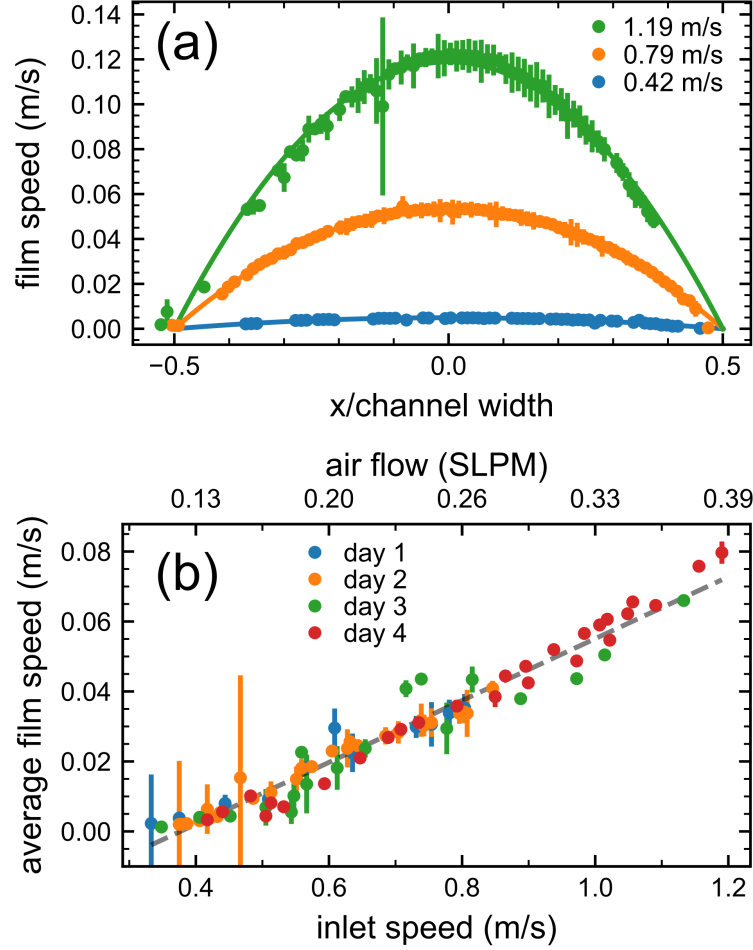 (a)
1.19 m/s
0.79 m/s
0.42 m/s
film speed (m/s)
0.14
0.12
0.10
0.08
0.06
0.04
0.02
0.00
−0.5
0.0
0.5
x/channel width
air flow (SLPM)
0.13
0.20
0.26
0.33
0.39
(b)
day 1
day 2
day 3
day 4
average film speed (m/s)
0.08
0.06
0.04
0.02
0.00
0.4
0.6
0.8
1.0
1.2
inlet speed (m/s)